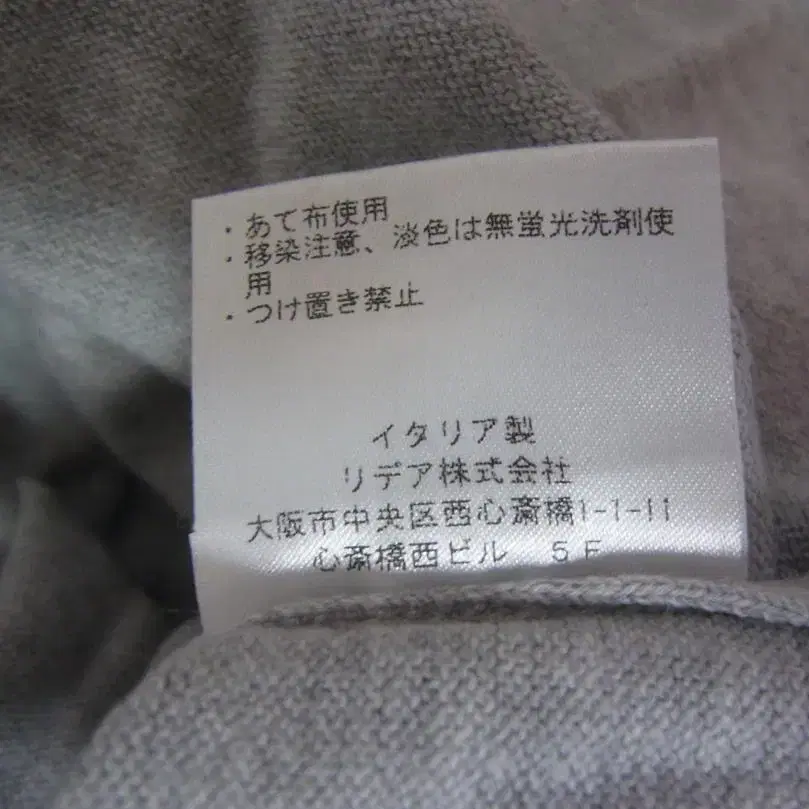 ・あて布使用
・移染注意、淡色は無蛍光洗剤使
用
・つけ置き禁止
イタリア製
リデア株式会社
大阪市中央区西心斎橋1-1-11
心斎橋西ビル 5F